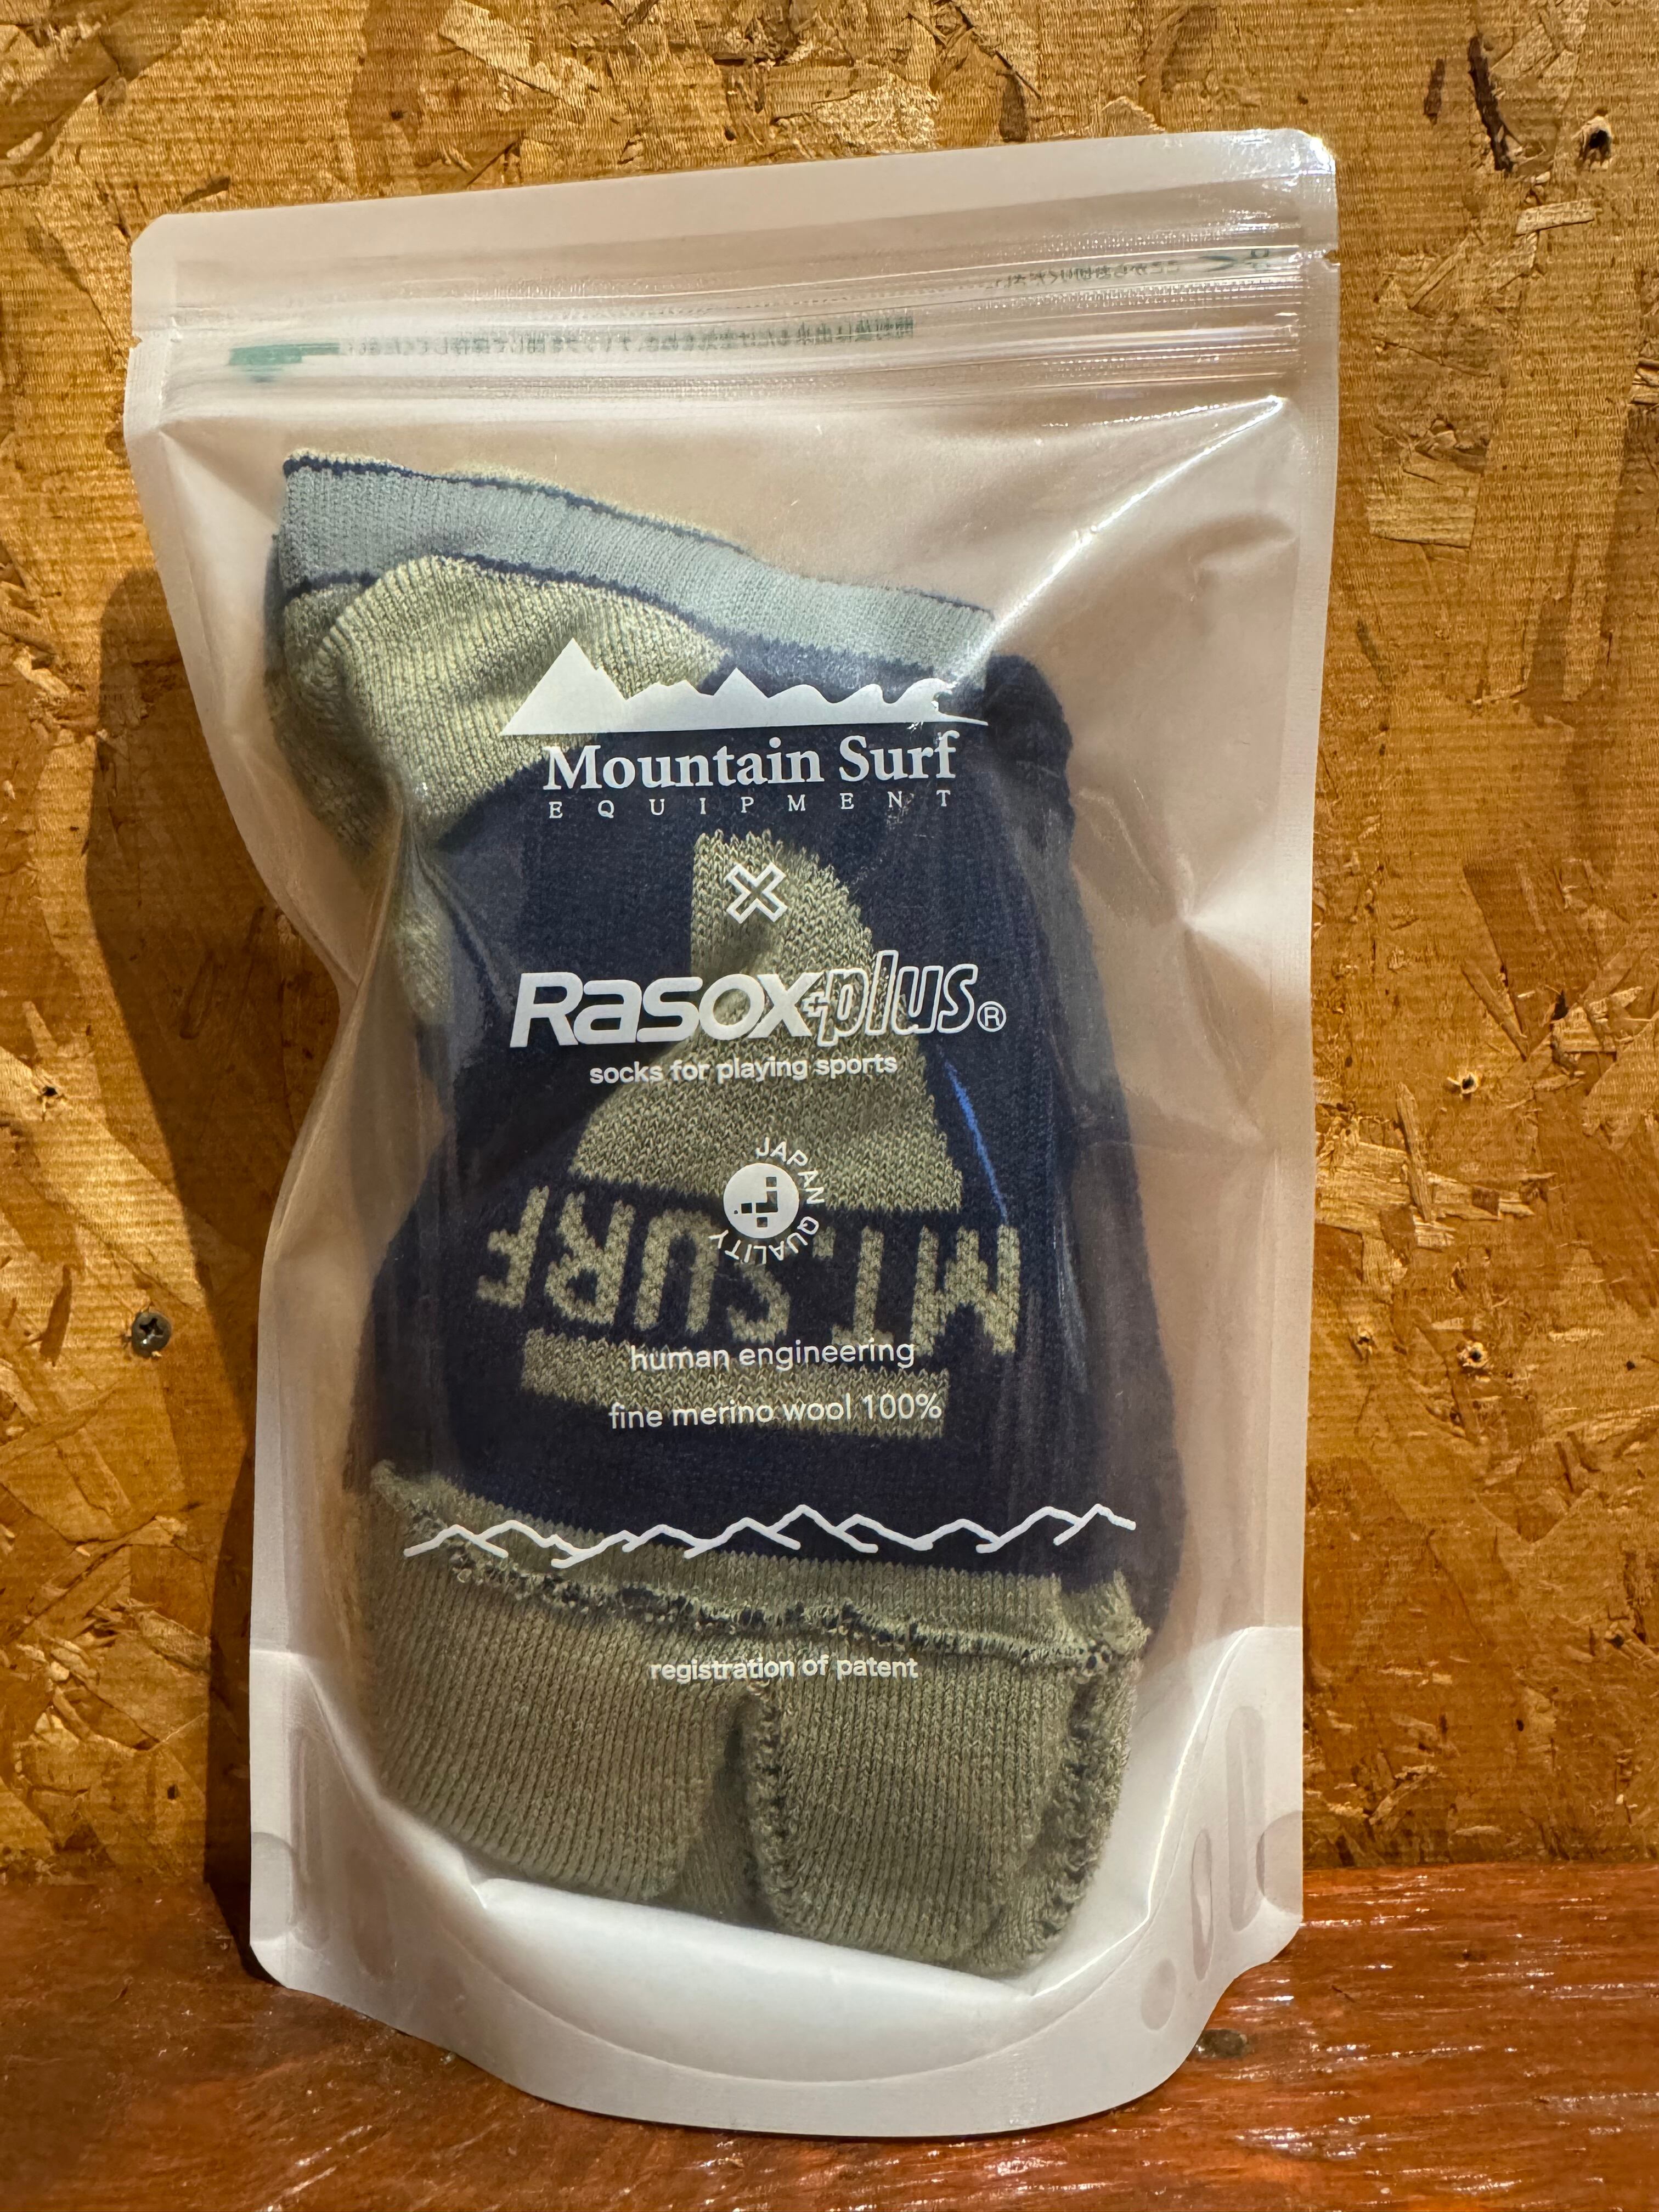 Mountain Surf
EQUIPMENT
×
Rasox+plus®
socks for playing sports
JAPAN QUALITY
MT. SURF
human engineering
fine merino wool 100%
registration of patent